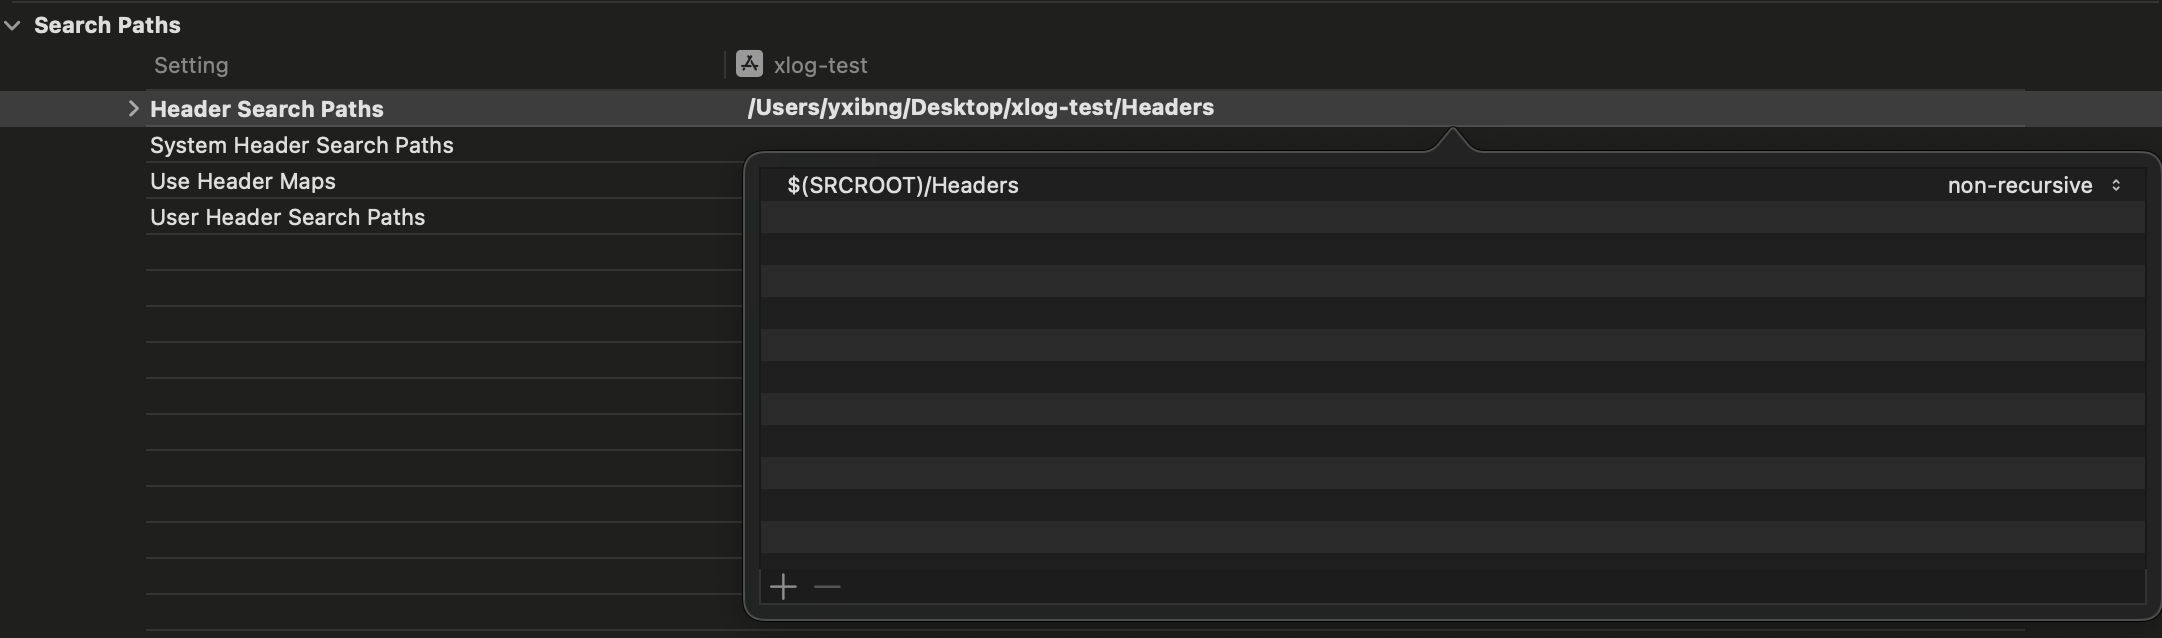 Search Paths
Setting
xlog-test
Header Search Paths
/Users/yxibng/Desktop/xlog-test/Headers
System Header Search Paths
Use Header Maps
User Header Search Paths
$(SRCROOT)/Headers
non-recursive